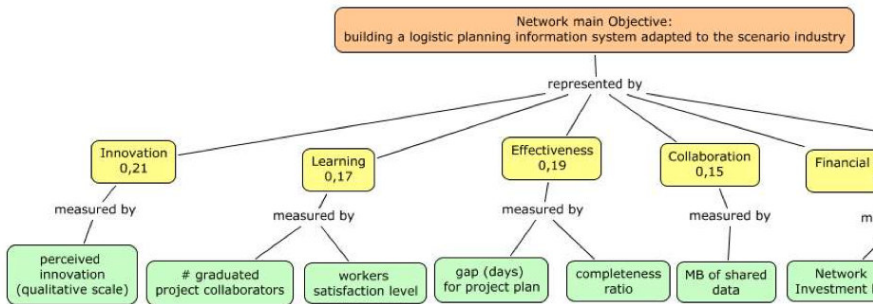 Network main Objective:
building a logistic planning information system adapted to the scenario industry
represented by
Innovation
0,21
Learning
0,17
Effectiveness
0,19
Collaboration
0,15
Financial
measured by
measured by
measured by
measured by
perceived
innovation
(qualitative scale)
# graduated
project collaborators
workers
satisfaction level
gap (days)
for project plan
completeness
ratio
MB of shared
data
Network
Investment